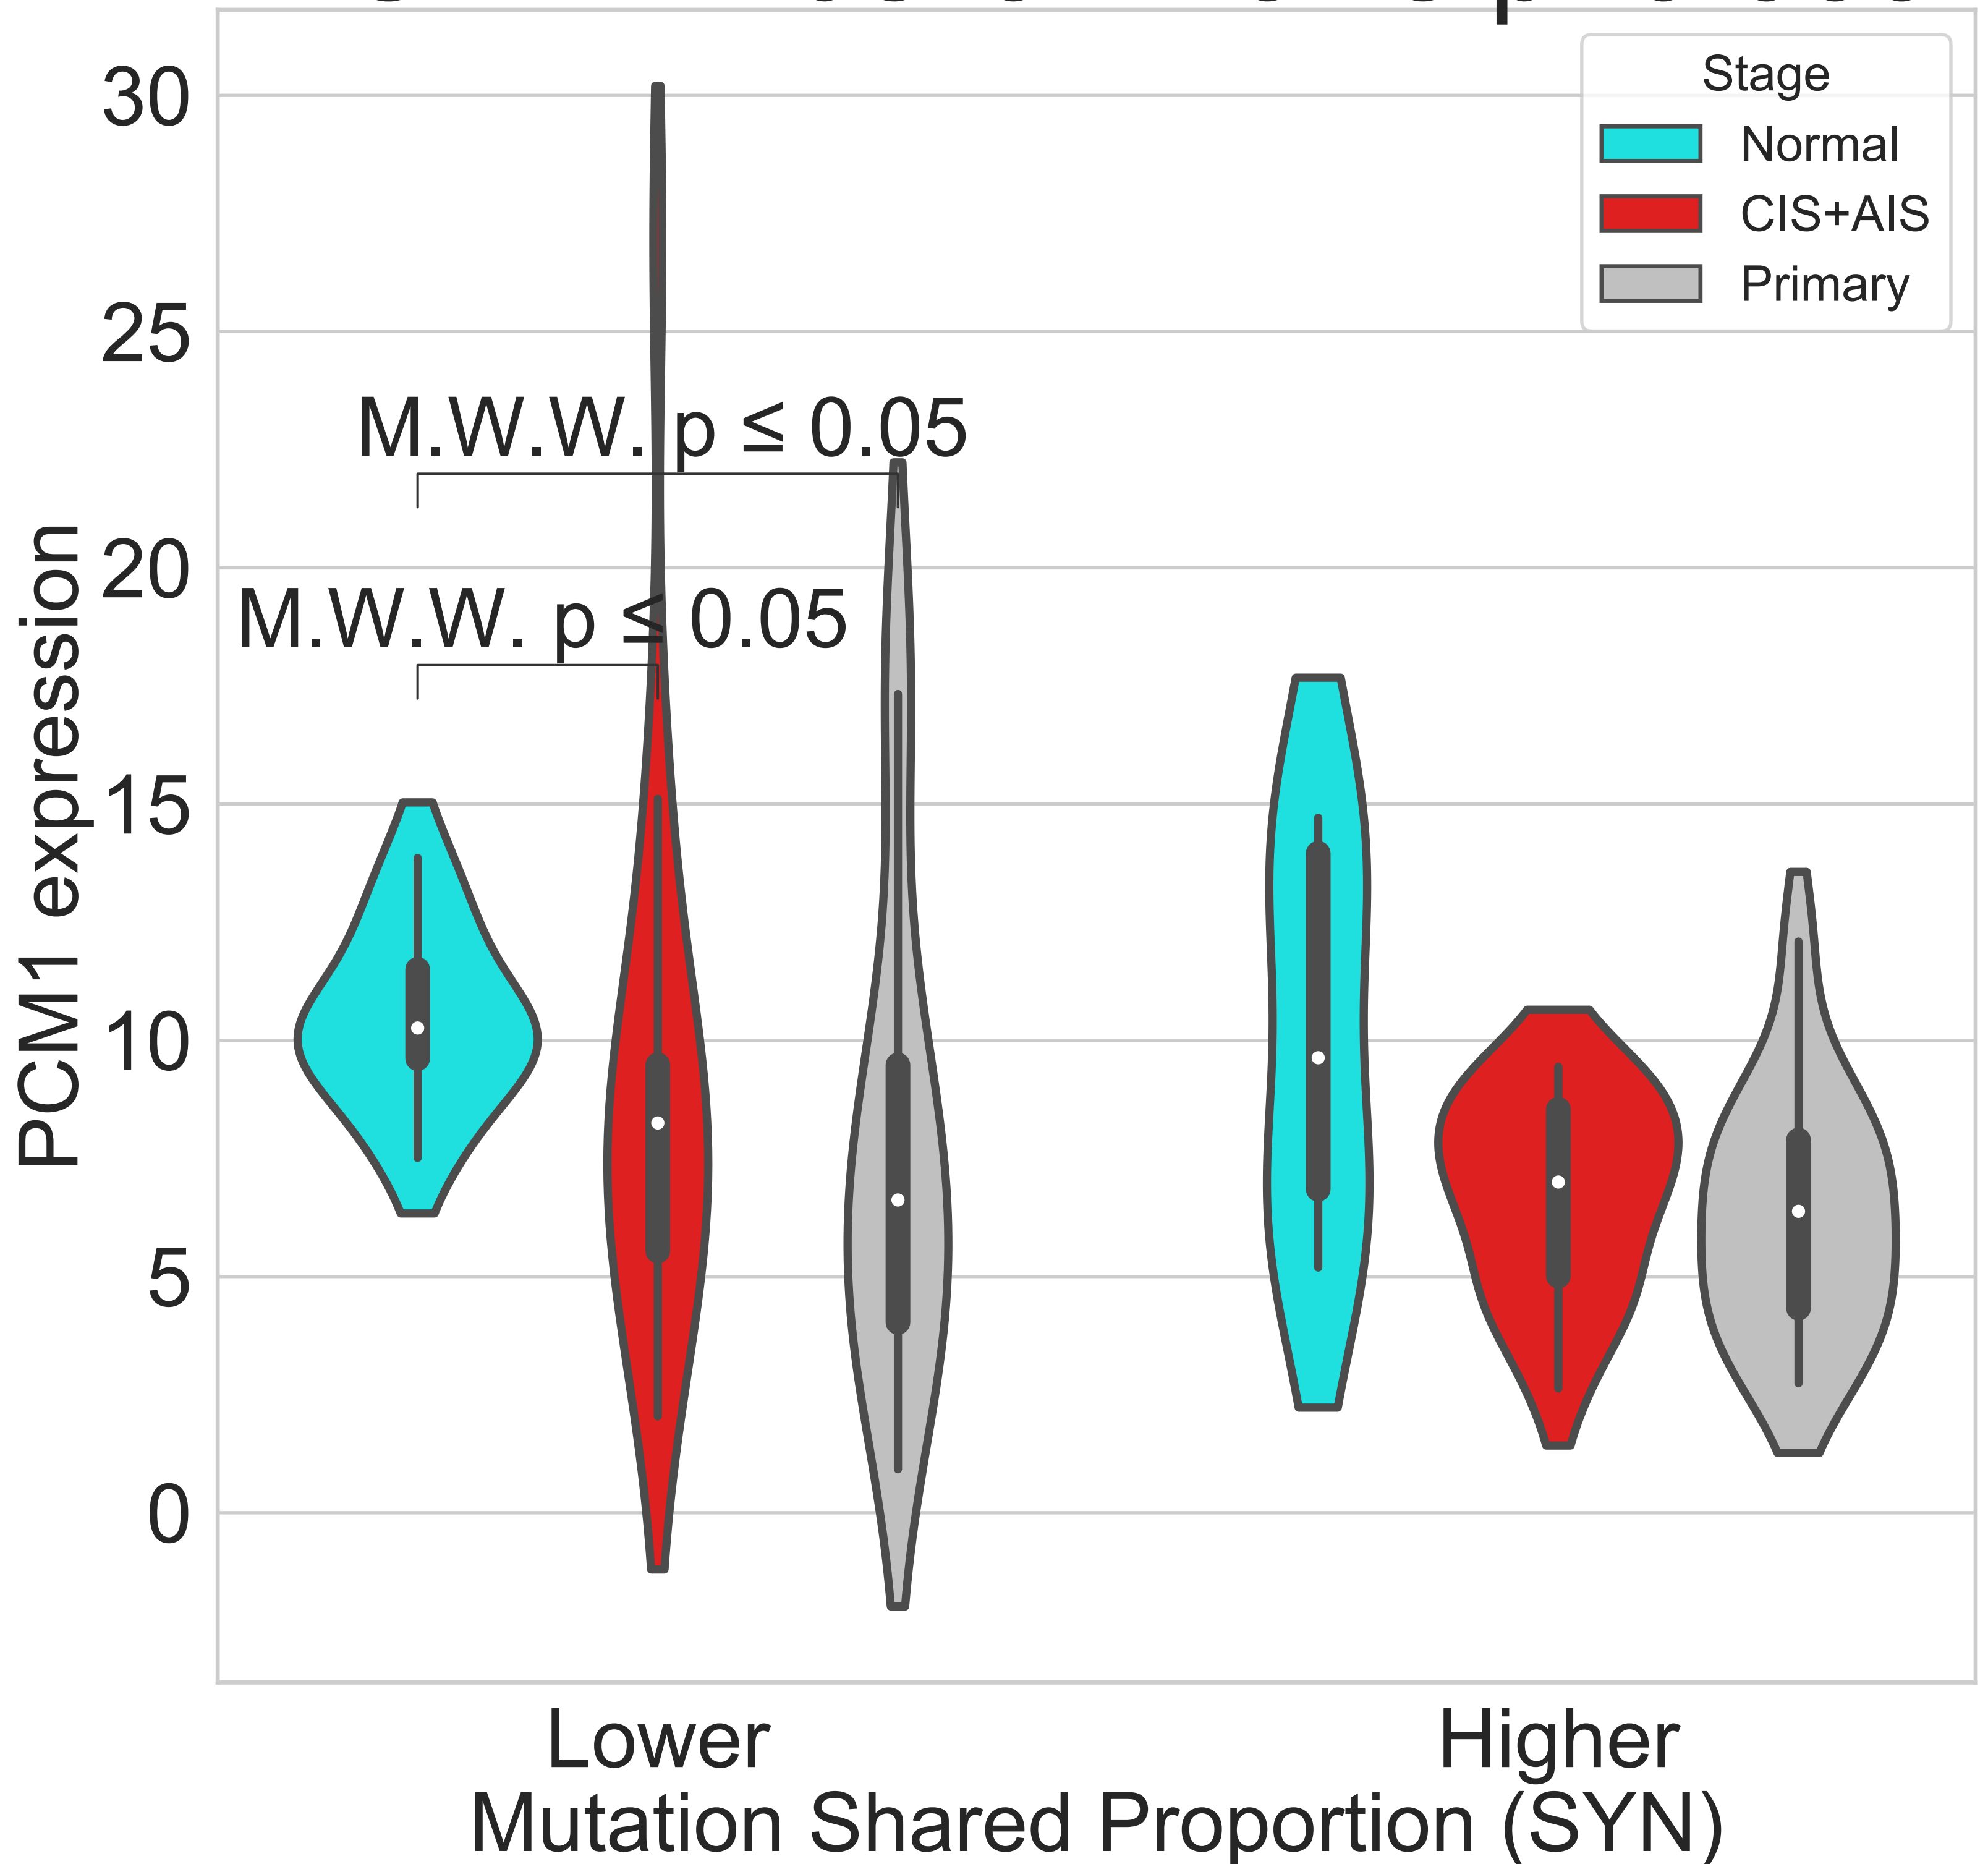 Stage
Normal
CIS+AIS
Primary
30
25
20
15
10
5
0
PCM1 expression
M.W.W. p ≤ 0.05
M.W.W. p ≤ 0.05
Lower
Higher
Mutation Shared Proportion (SYN)